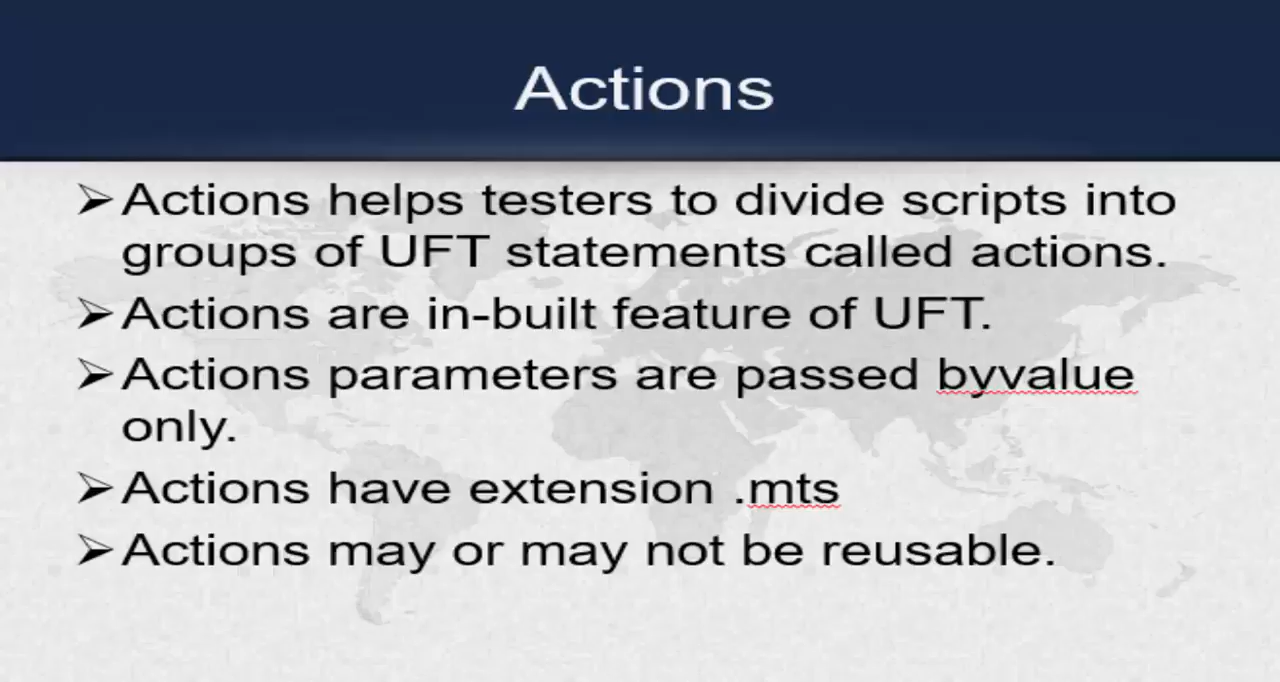 Actions
➢Actions helps testers to divide scripts into
groups of UFT statements called actions.
➢Actions are in-built feature of UFT.
➢Actions parameters are passed byvalue
only.
➢Actions have extension .mts
➢Actions may or may not be reusable.